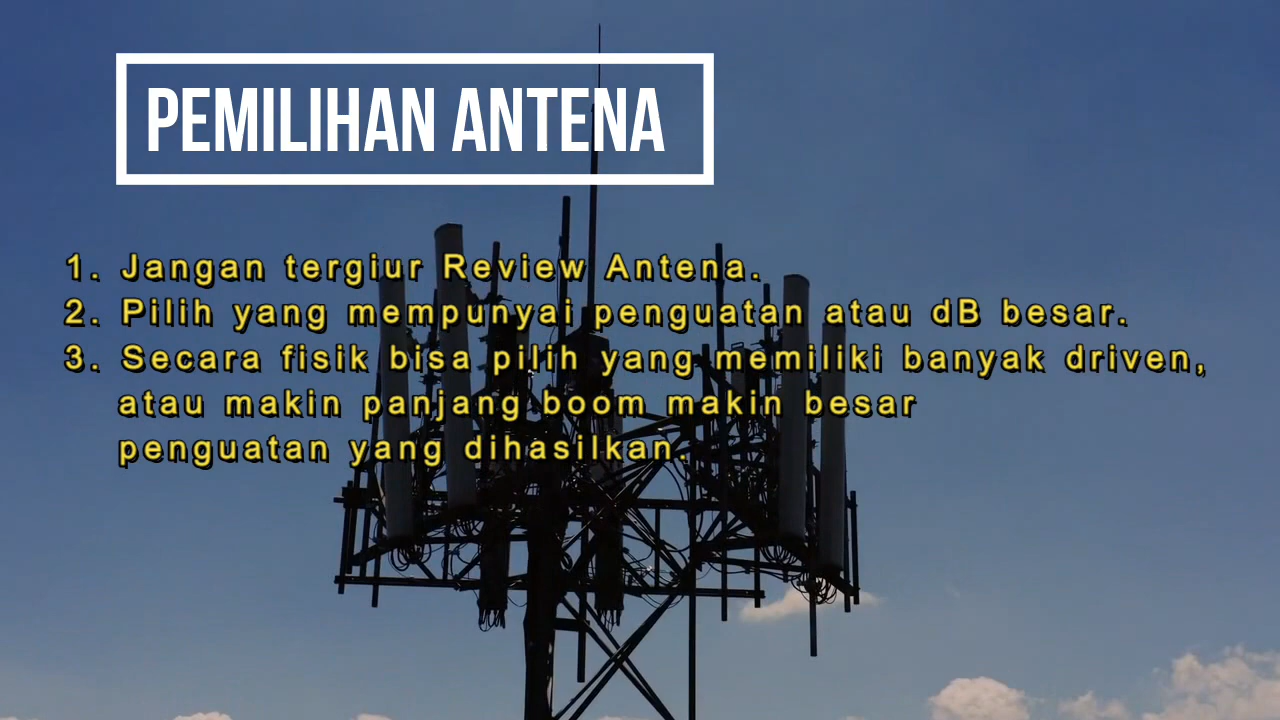 PEMILIHAN ANTENA
1. Jangan tergiur Review Antena.
2. Pilih yang mempunyai penguatan atau dB besar.
3. Secara fisik bisa pilih yang memiliki banyak driven,
atau makin panjang boom makin besar
penguatan yang dihasilkan.